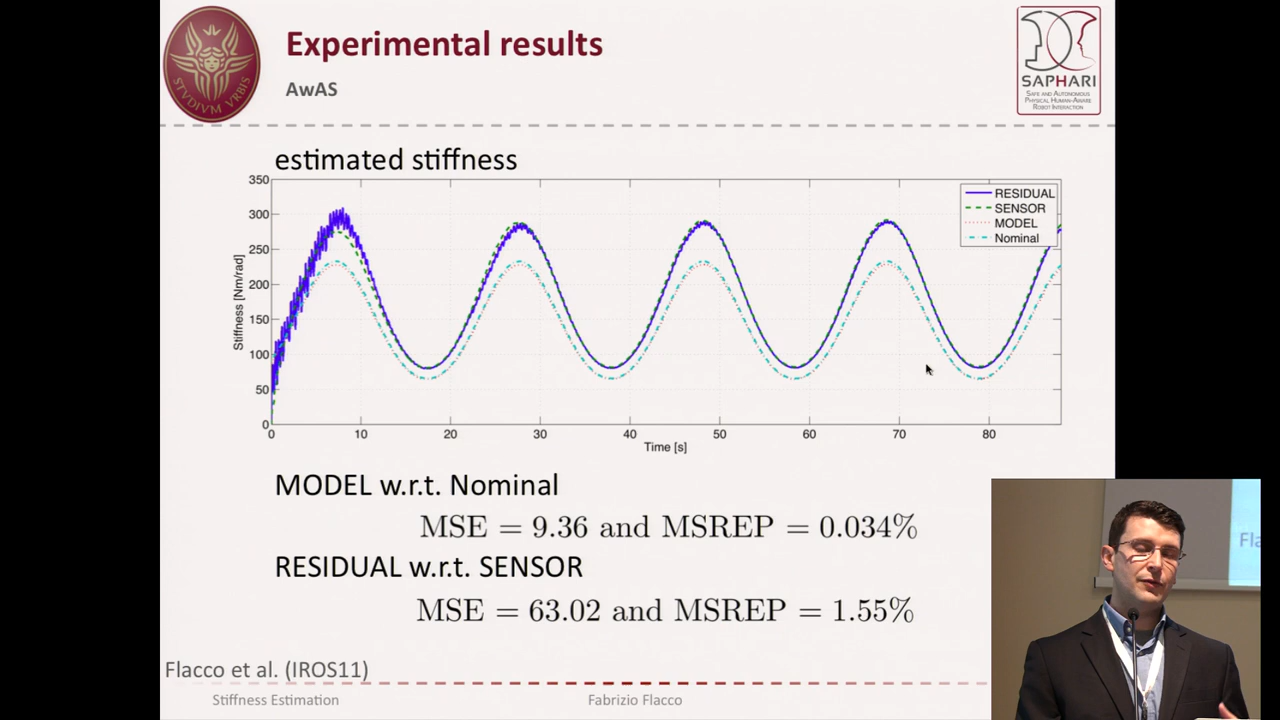 Experimental results
AwAS
STVDIVM VRBIS
SAPHARI
SAFE AND AUTONOMOUS
PHYSICAL HUMAN-AWARE
ROBOT INTERACTION
estimated stiffness
350
300
250
200
150
100
50
0
Stiffness [Nm/rad]
RESIDUAL
SENSOR
MODEL
Nominal
0 10 20 30 40 50 60 70 80
Time [s]
MODEL w.r.t. Nominal
MSE = 9.36 and MSREP = 0.034%
RESIDUAL w.r.t. SENSOR
MSE = 63.02 and MSREP = 1.55%
Flacco et al. (IROS11)
Stiffness Estimation
Fabrizio Flacco
Fla